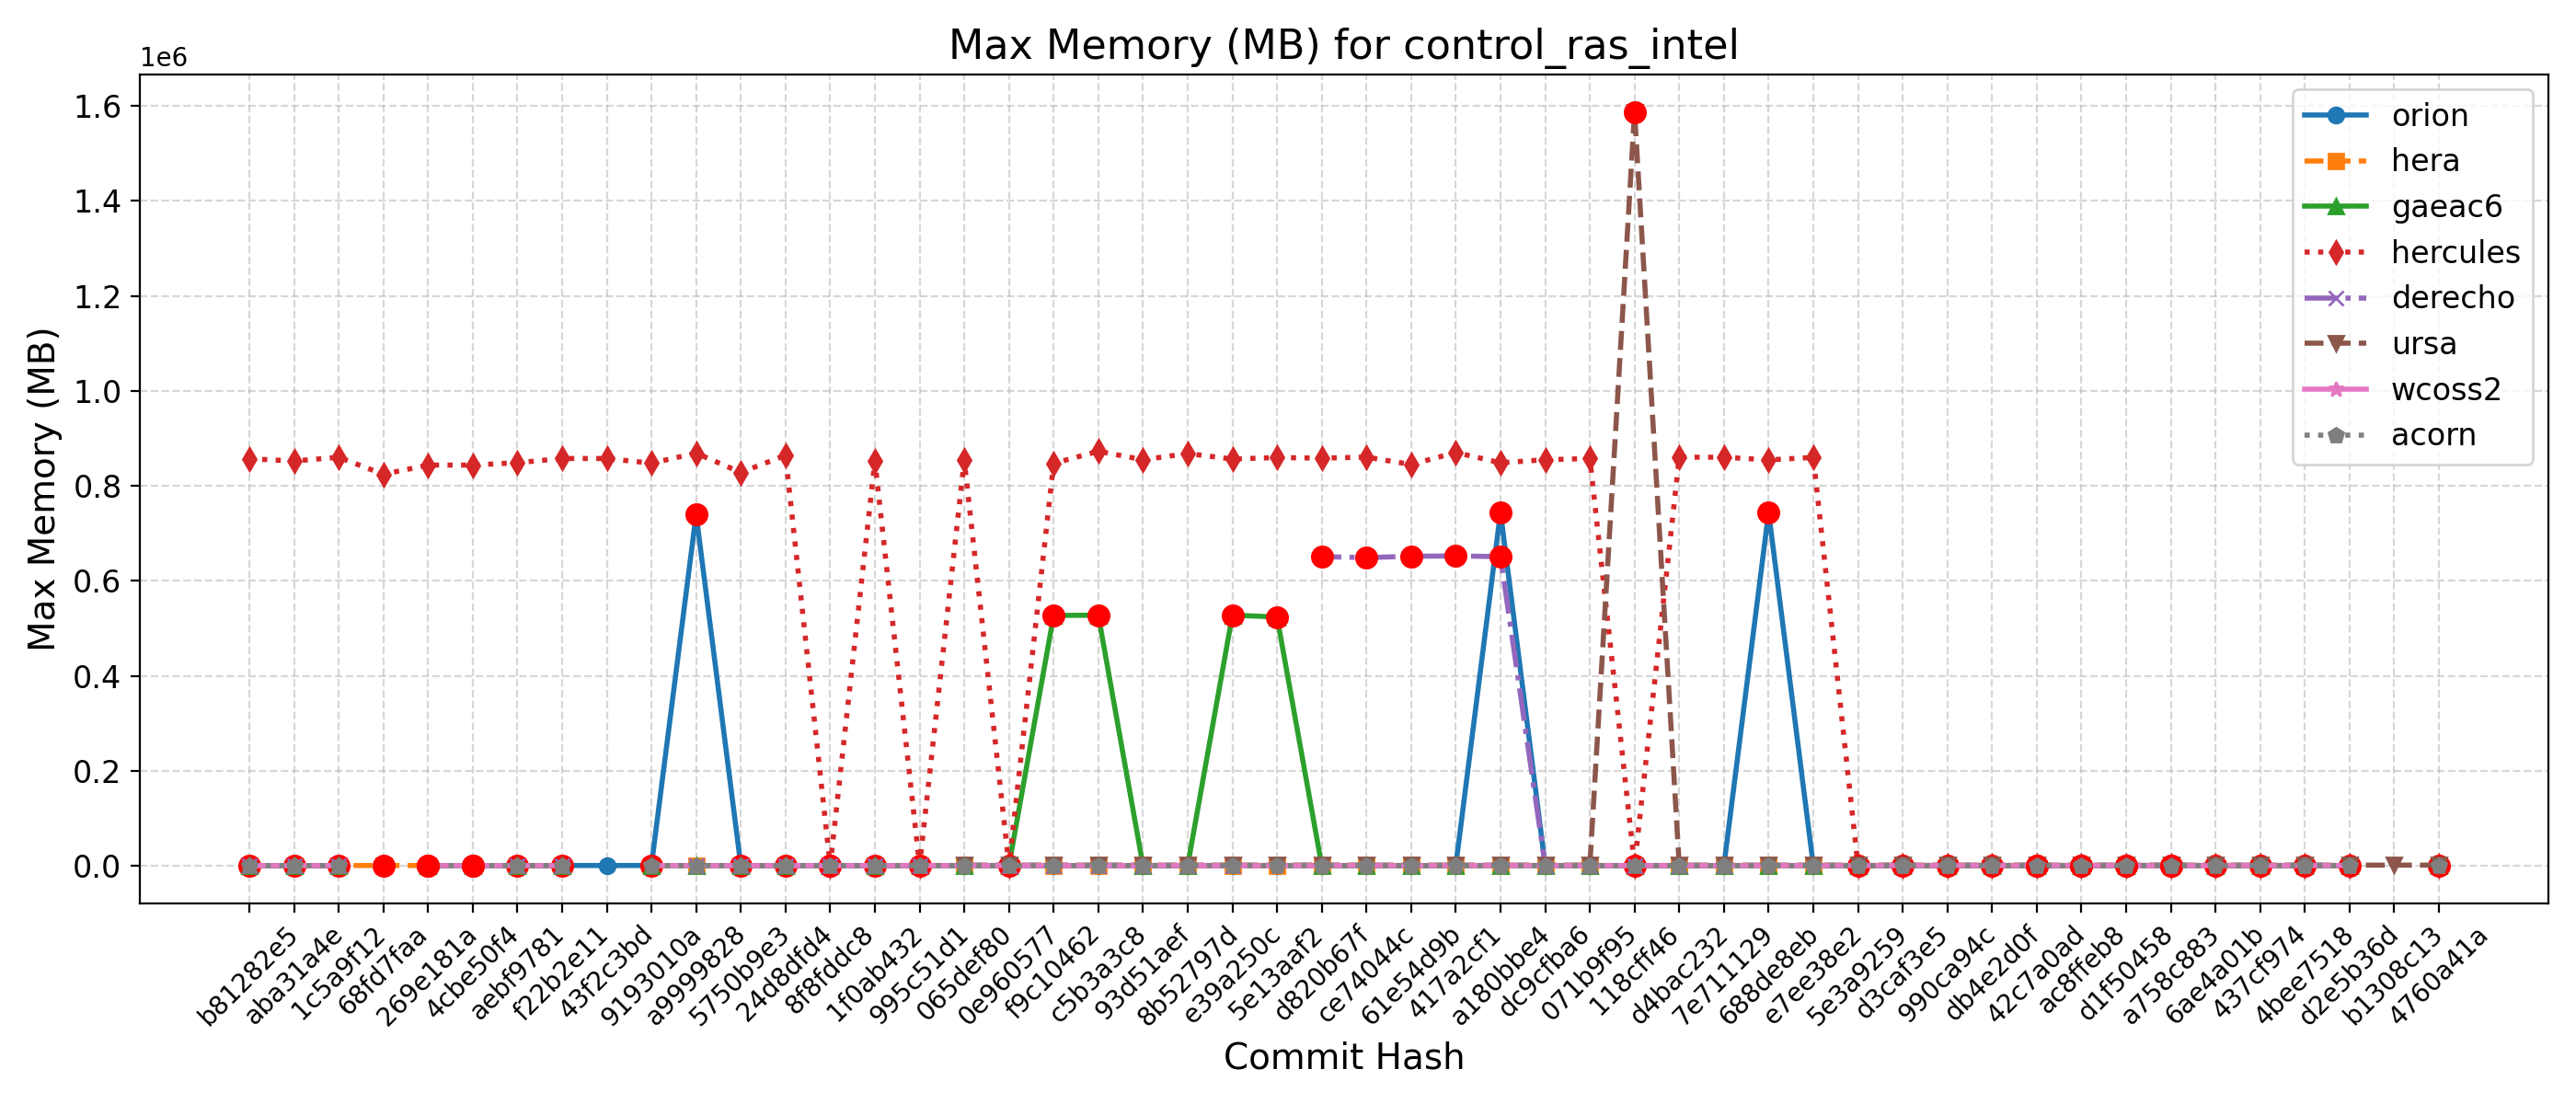 Max Memory (MB) for control_ras_intel
1e6
1.6
1.4
1.2
1.0
0.8
0.6
0.4
0.2
0.0
Max Memory (MB)
orion
hera
gaeac6
hercules
derecho
ursa
wcoss2
acorn
b81282e5
aba31a4e
1c5a9f12
68fd7faa
269e181a
4cbe50f4
aebf9781
f22b2e11
43f2c3bd
9193010a
a9999828
5750b9e3
24d8dfd4
8f8fddc8
1f0ab432
995c51d1
065def80
0e960577
f9c10462
c5b3a3c8
93d51aef
8b52797d
e39a250c
5e13aaf2
d820b67f
ce74044c
61e54d9b
417a2cf1
a180bbe4
dc9cfba6
071b9f95
118cff46
d4bac232
7e711129
688de8eb
e7ee38e2
5e3a9259
d3caf3e5
990ca94c
db4e2d0f
42c7a0ad
ac8ffeb8
d1f50458
a758c883
6ae4a01b
437cf974
4bee7518
d2e5b36d
b1308c13
4760a41a
Commit Hash